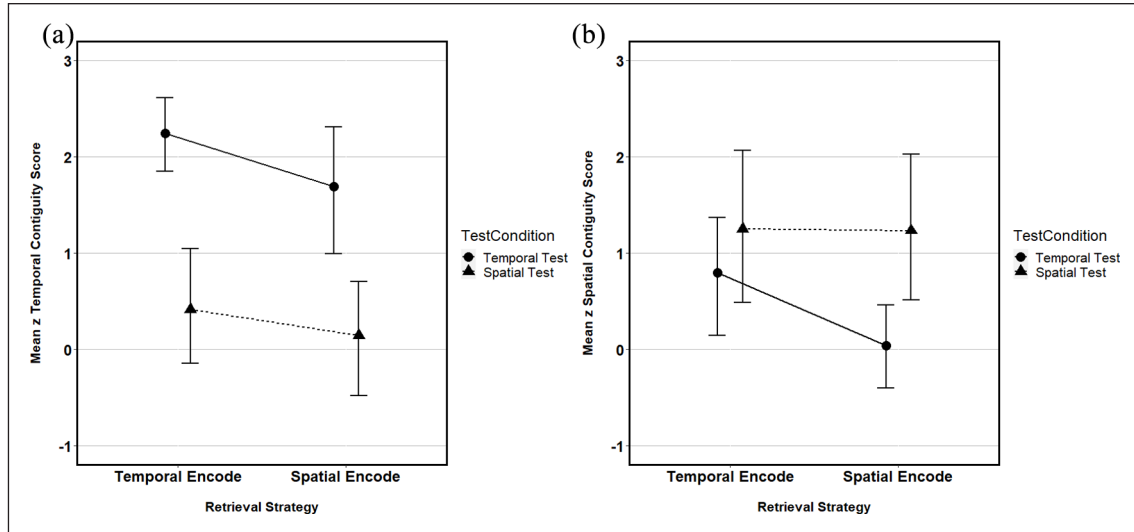 (a)
3
2
1
0
-1
Mean z Temporal Contiguity Score
Temporal Encode Spatial Encode
Retrieval Strategy
TestCondition
Temporal Test
Spatial Test
(b)
3
2
1
0
-1
Mean z Spatial Contiguity Score
Temporal Encode Spatial Encode
Retrieval Strategy
TestCondition
Temporal Test
Spatial Test